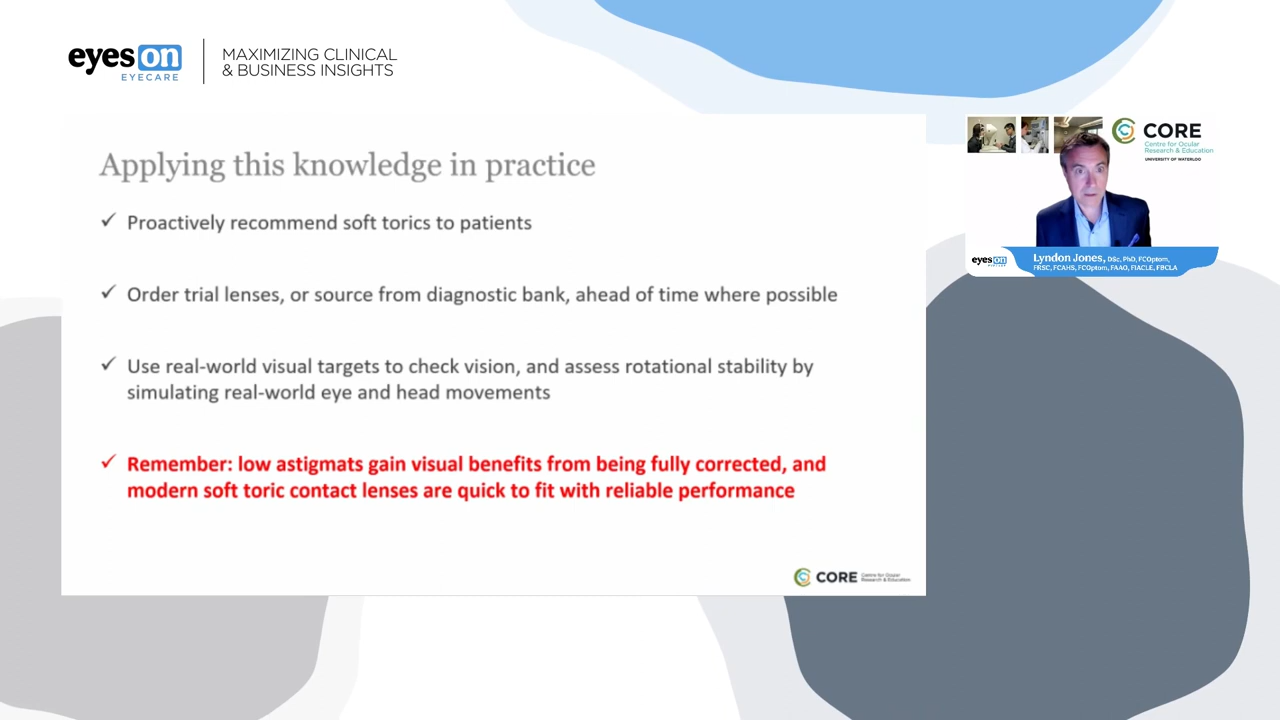 eyes on
EYECARE
MAXIMIZING CLINICAL
& BUSINESS INSIGHTS
CORE
Centre for Ocular
Research & Education
UNIVERSITY OF WATERLOO
eyes on
EYECARE
Lyndon Jones, DSc, PhD, FCOptom,
FRSC, FCAHS, FCOptom, FAAO, FIACLE, FBCLA
Applying this knowledge in practice
✓ Proactively recommend soft torics to patients
✓ Order trial lenses, or source from diagnostic bank, ahead of time where possible
✓ Use real-world visual targets to check vision, and assess rotational stability by
simulating real-world eye and head movements
✓ Remember: low astigmats gain visual benefits from being fully corrected, and
modern soft toric contact lenses are quick to fit with reliable performance
CORE
Centre for Ocular
Research & Education